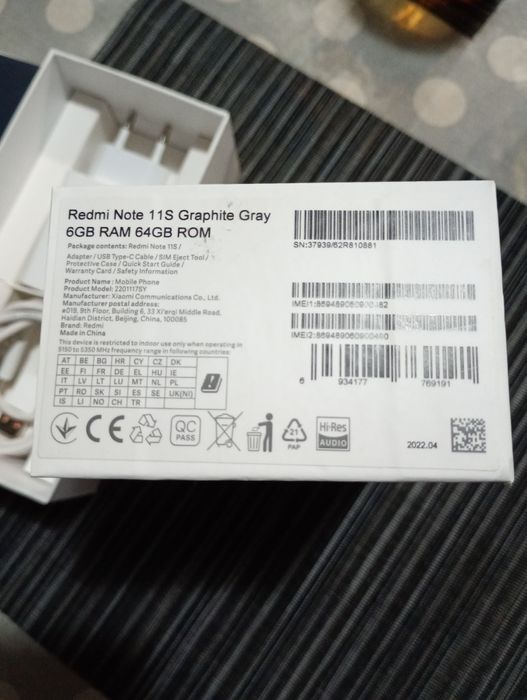 Redmi Note 11S Graphite Gray
6GB RAM 64GB ROM
Package contents: Redmi Note 11S /
Adapter / USB Type-C Cable / SIM Eject Tool /
Protective Case / Quick Start Guide /
Warranty Card / Safety Information
Product Name : Mobile Phone
Product Model: 2201117SY
Manufacturer: Xiaomi Communications Co., Ltd.
Manufacturer postal address:
#019, 9th Floor, Building 6, 33 Xi'erqi Middle Road,
Haidian District, Beijing, China, 100085
Brand: Redmi
Made in China
This device is restricted to indoor use only when operating in
5150 to 5350 MHz frequency range in following countries:
AT BE BG HR CY CZ DK
EE FI FR DE EL HU IE
IT LV LT LU MT NL PL
PT RO SK SI ES SE UK(NI)
IS LI NO CH TR
CE
QC
PASS
21
PAP
Hi-Res
AUDIO
SN:37939/62R810881
IMEI1:
IMEI2:
6 934177 769191
2022.04